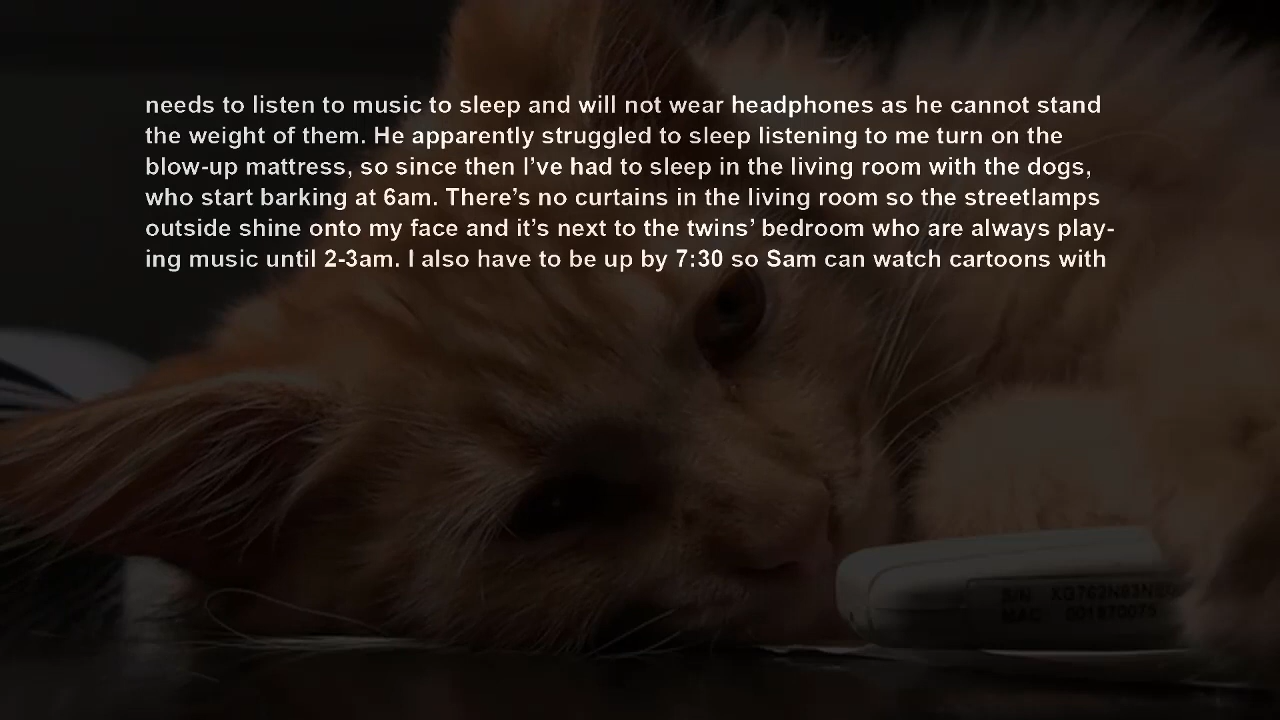 needs to listen to music to sleep and will not wear headphones as he cannot stand
the weight of them. He apparently struggled to sleep listening to me turn on the
blow-up mattress, so since then I’ve had to sleep in the living room with the dogs,
who start barking at 6am. There’s no curtains in the living room so the streetlamps
outside shine onto my face and it’s next to the twins’ bedroom who are always play-
ing music until 2-3am. I also have to be up by 7:30 so Sam can watch cartoons with
S/N
MAC